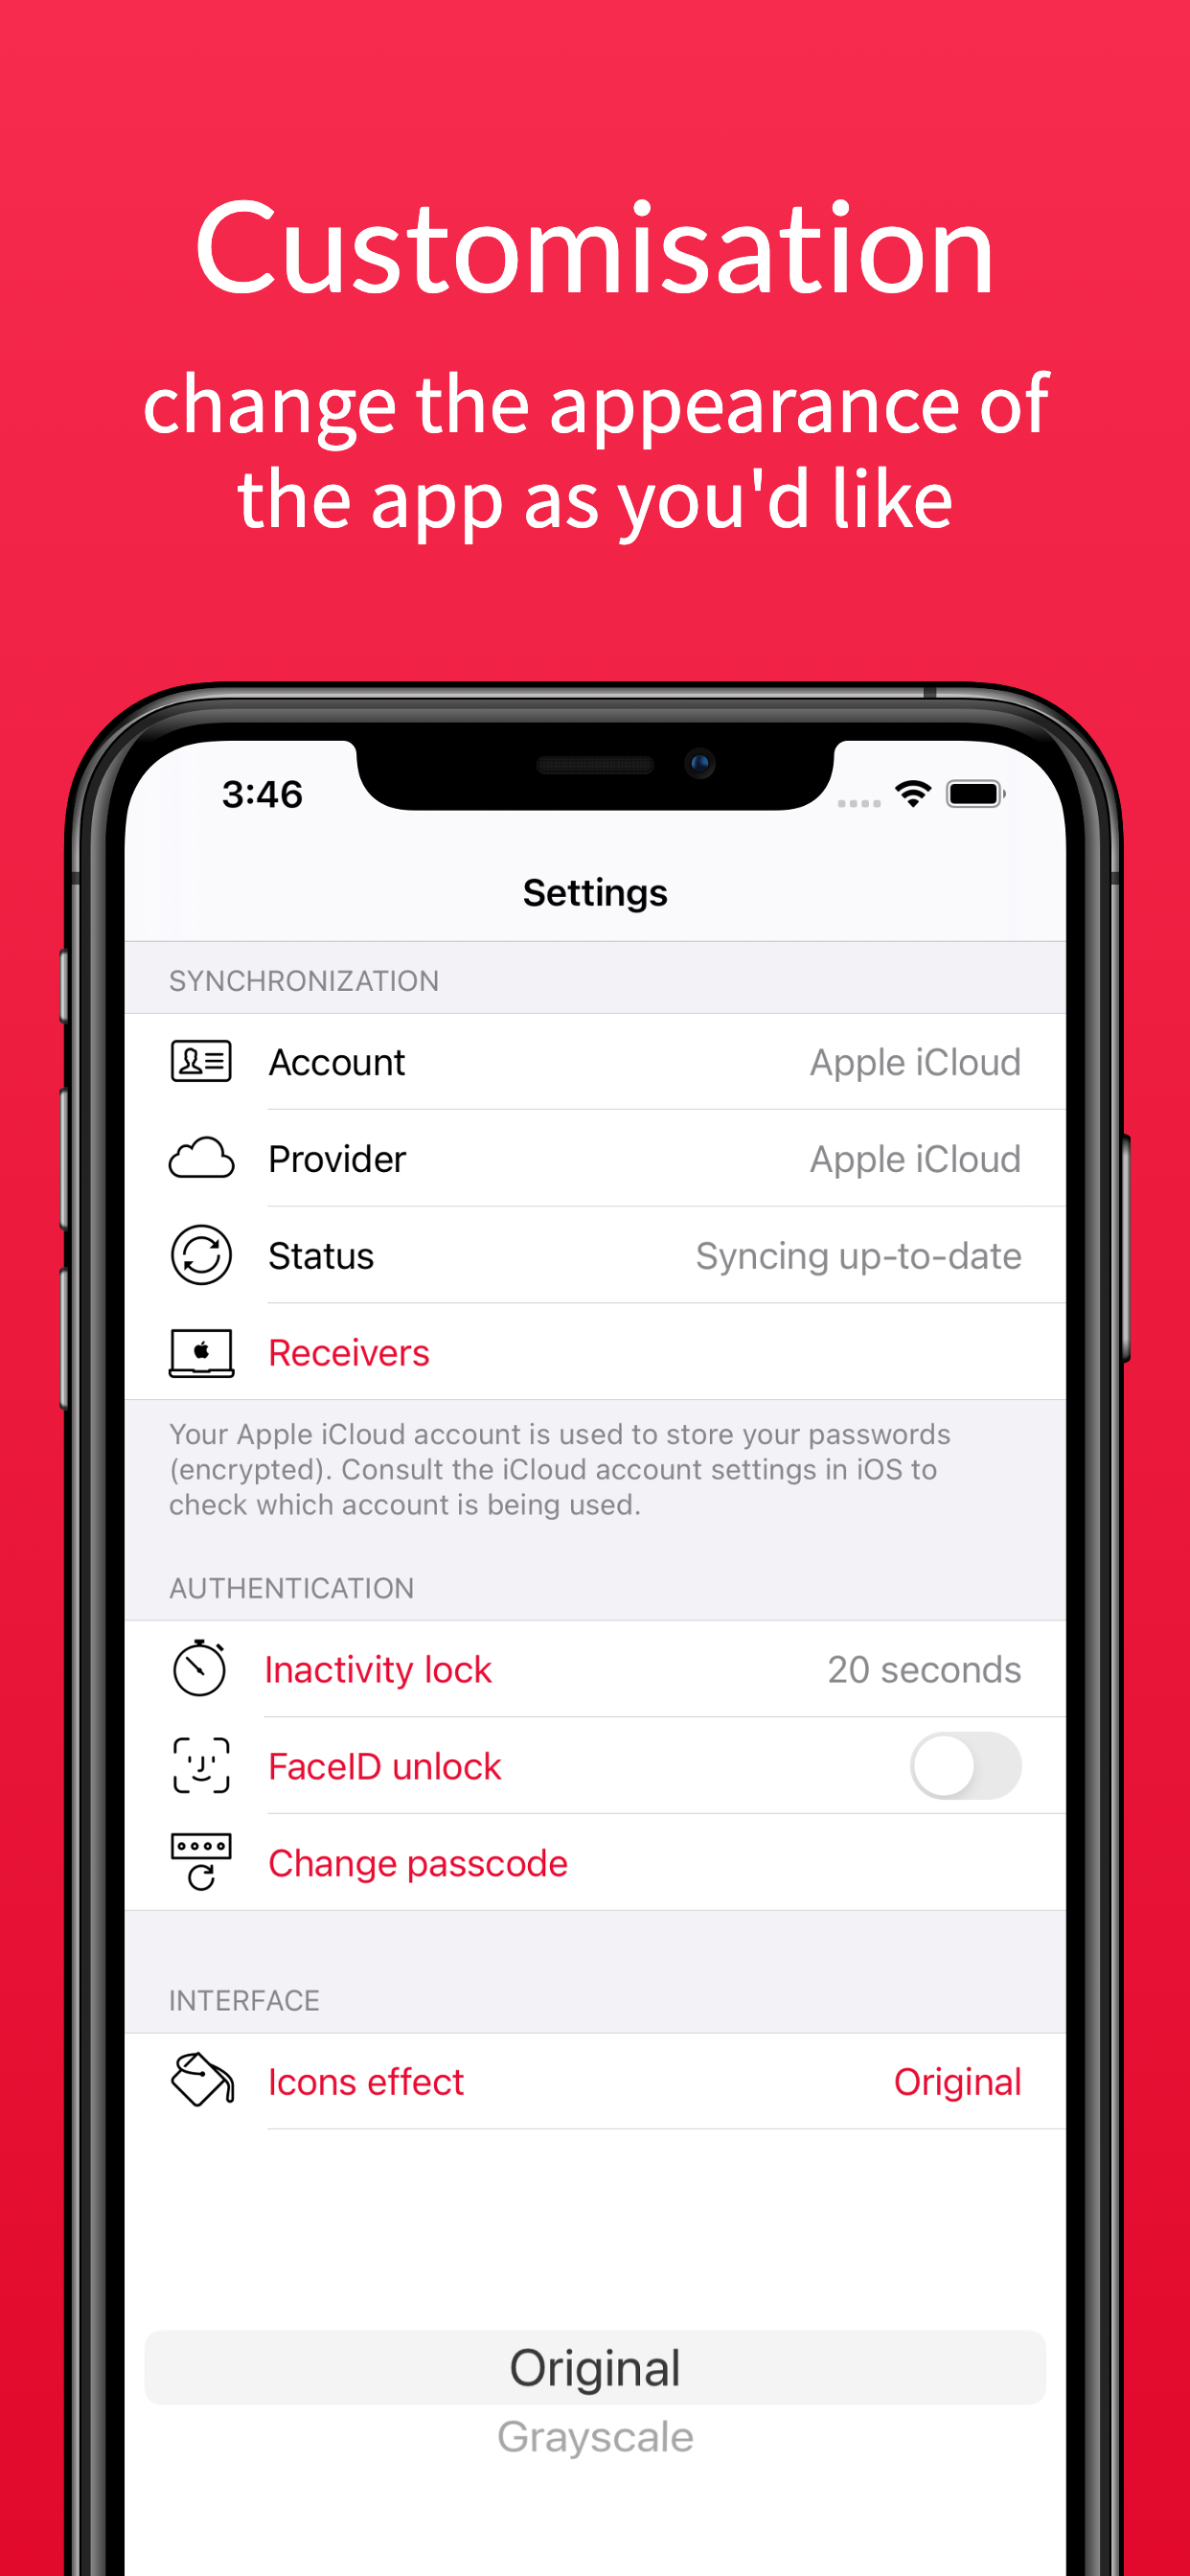 Customisation
change the appearance of
the app as you'd like
3:46
Settings
SYNCHRONIZATION
Account Apple iCloud
Provider Apple iCloud
Status Syncing up-to-date
Receivers
Your Apple iCloud account is used to store your passwords
(encrypted). Consult the iCloud account settings in iOS to
check which account is being used.
AUTHENTICATION
Inactivity lock 20 seconds
FaceID unlock
Change passcode
INTERFACE
Icons effect Original
Original
Grayscale